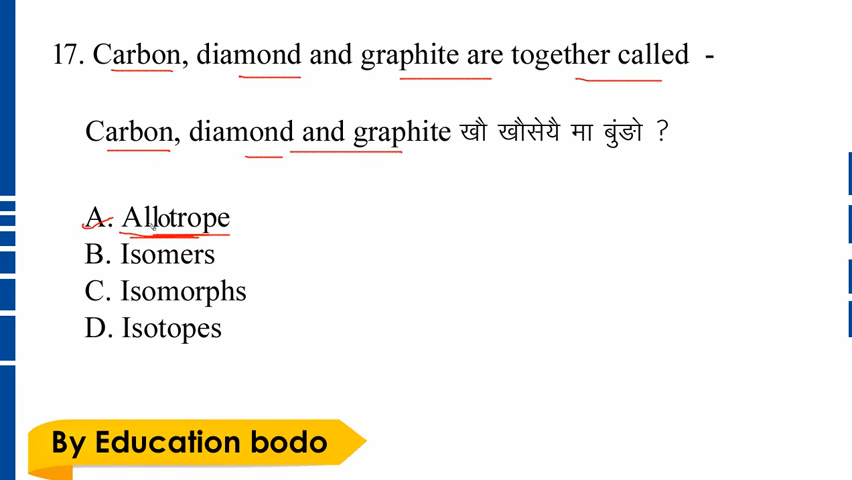 17. Carbon, diamond and graphite are together called -
Carbon, diamond and graphite खौ खौसेयै मा बुंङो ?
A. Allotrope
B. Isomers
C. Isomorphs
D. Isotopes
By Education bodo